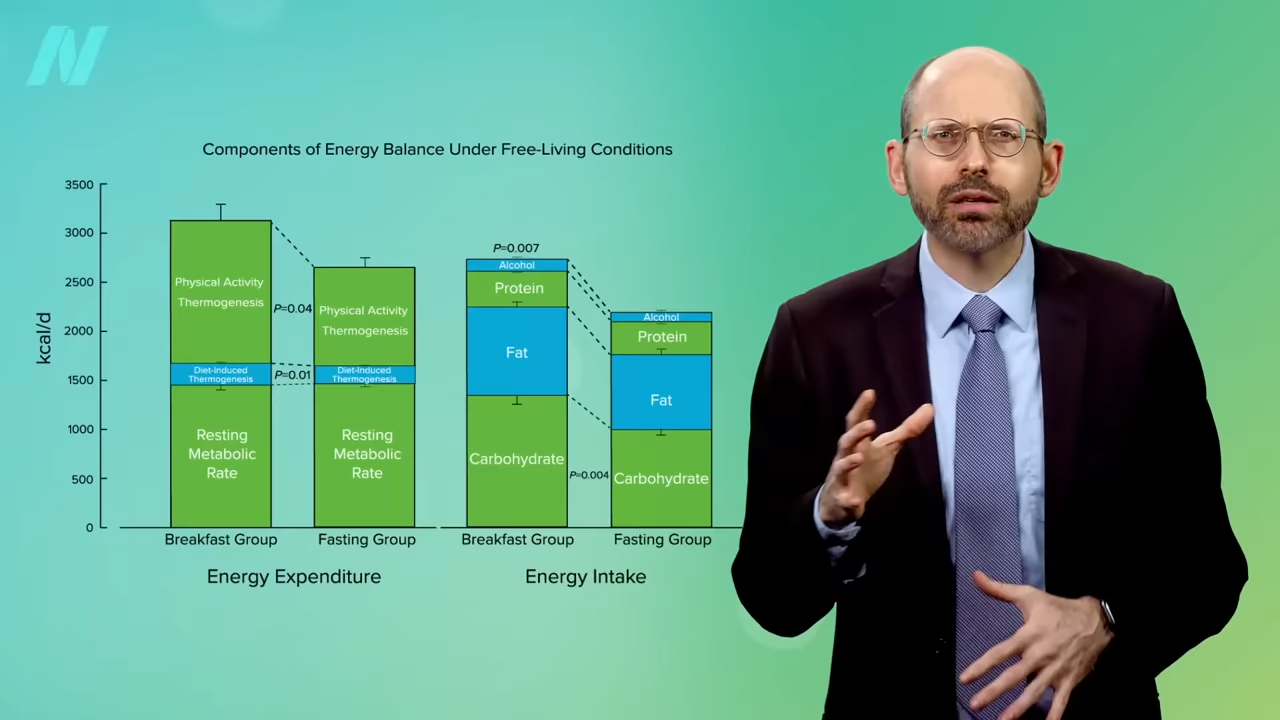 N
Components of Energy Balance Under Free-Living Conditions
3500
3000
2500
2000
1500
1000
500
0
kcal/d
Physical Activity
Thermogenesis
Diet-Induced
Thermogenesis
Resting
Metabolic
Rate
P=0.04
P=0.01
Physical Activity
Thermogenesis
Diet-Induced
Thermogenesis
Resting
Metabolic
Rate
Breakfast Group
Fasting Group
Energy Expenditure
P=0.007
Alcohol
Protein
Fat
Carbohydrate
P=0.004
Alcohol
Protein
Fat
Carbohydrate
Breakfast Group
Fasting Group
Energy Intake